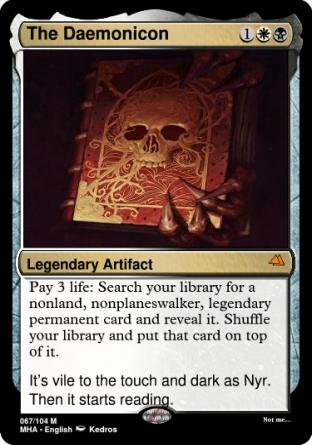 The Daemonicon 1
Legendary Artifact
Pay 3 life: Search your library for a
nonland, nonplaneswalker, legendary
permanent card and reveal it. Shuffle
your library and put that card on top
of it.
It's vile to the touch and dark as Nyr.
Then it starts reading.
067/104 M
MHA - English Kedros
Not me...